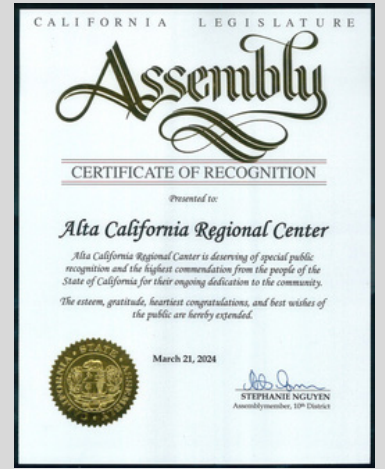 CALIFORNIA LEGISLATURE
Assembly
CERTIFICATE OF RECOGNITION
Presented to:
Alta California Regional Center
Alta California Regional Canter is deserving of special public
recognition and the highest commendation from the people of the
State of California for their ongoing dedication to the community.
The esteem, gratitude, heartiest congratulations, and best wishes of
the public are hereby extended.
March 21, 2024
STEPHANIE NGUYEN
Assemblymember, 10th District